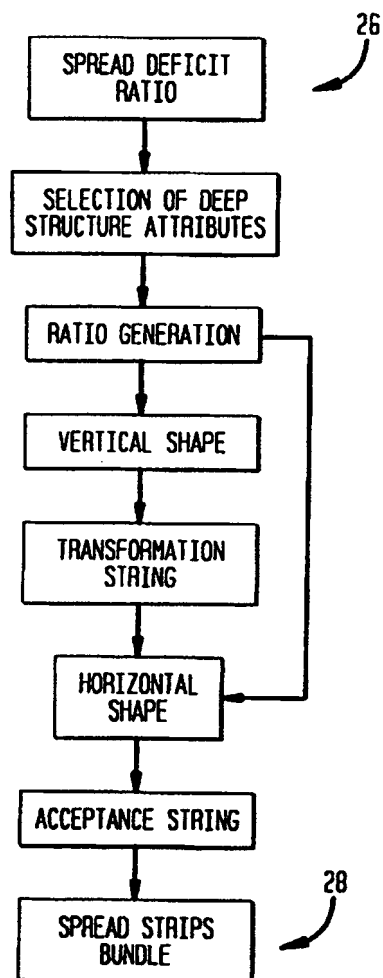 26
SPREAD DEFICIT
RATIO
SELECTION OF DEEP
STRUCTURE ATTRIBUTES
RATIO GENERATION
VERTICAL SHAPE
TRANSFORMATION
STRING
HORIZONTAL
SHAPE
ACCEPTANCE STRING
28
SPREAD STRIPS
BUNDLE